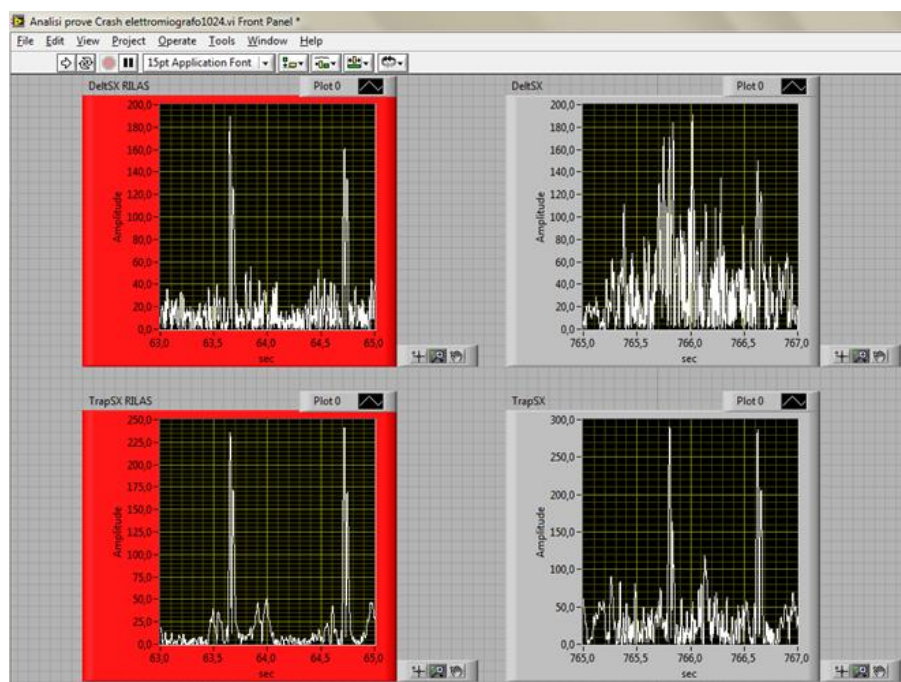 Analisi prove Crash elettromiografo1024.vi Front Panel *
File Edit View Project Operate Tools Window Help
15pt Application Font
DeltSX RILAS Plot 0
200,0
180,0
160,0
140,0
120,0
100,0
80,0
60,0
40,0
20,0
0,0
Amplitude
63,0 63,5 64,0 64,5 65,0
sec
DeltSX Plot 0
200,0
180,0
160,0
140,0
120,0
100,0
80,0
60,0
40,0
20,0
0,0
Amplitude
765,0 765,5 766,0 766,5 767,0
sec
TrapSX RILAS Plot 0
250,0
225,0
200,0
175,0
150,0
125,0
100,0
75,0
50,0
25,0
0,0
Amplitude
63,0 63,5 64,0 64,5 65,0
sec
TrapSX Plot 0
300,0
250,0
200,0
150,0
100,0
50,0
0,0
Amplitude
765,0 765,5 766,0 766,5 767,0
sec